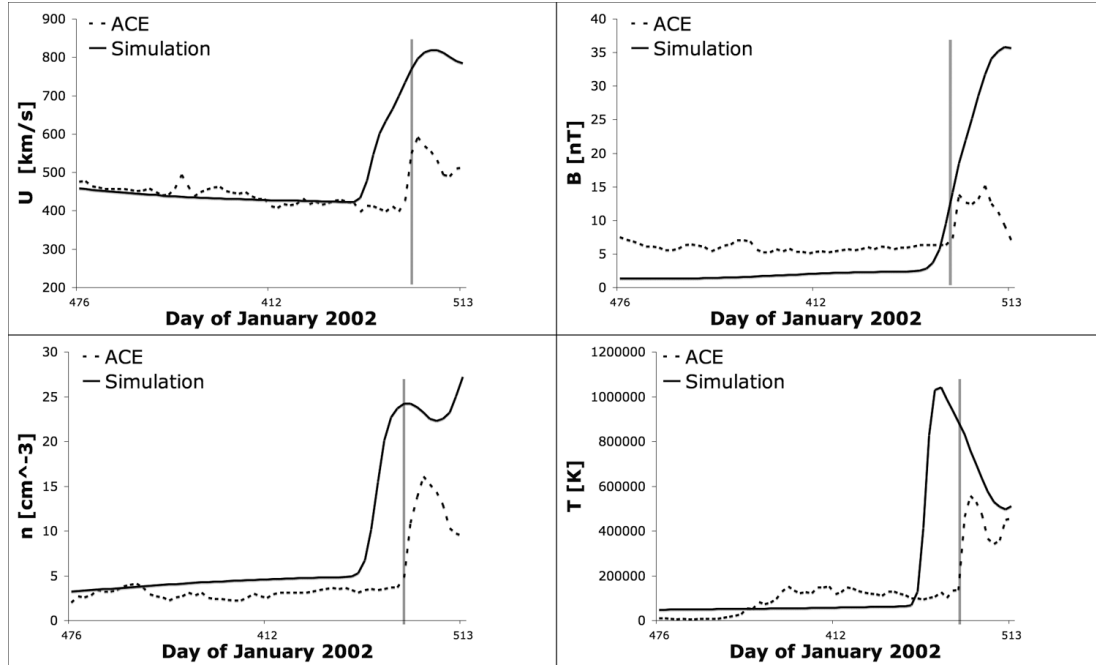 900
800
700
600
500
400
300
200
U [km/s]
ACE
Simulation
476
412
513
Day of January 2002
40
35
30
25
20
15
10
5
0
B [nT]
ACE
Simulation
476
412
513
Day of January 2002
30
25
20
15
10
5
0
n [cm^-3]
ACE
Simulation
476
412
513
Day of January 2002
1200000
1000000
800000
600000
400000
200000
0
T [K]
ACE
Simulation
476
412
513
Day of January 2002